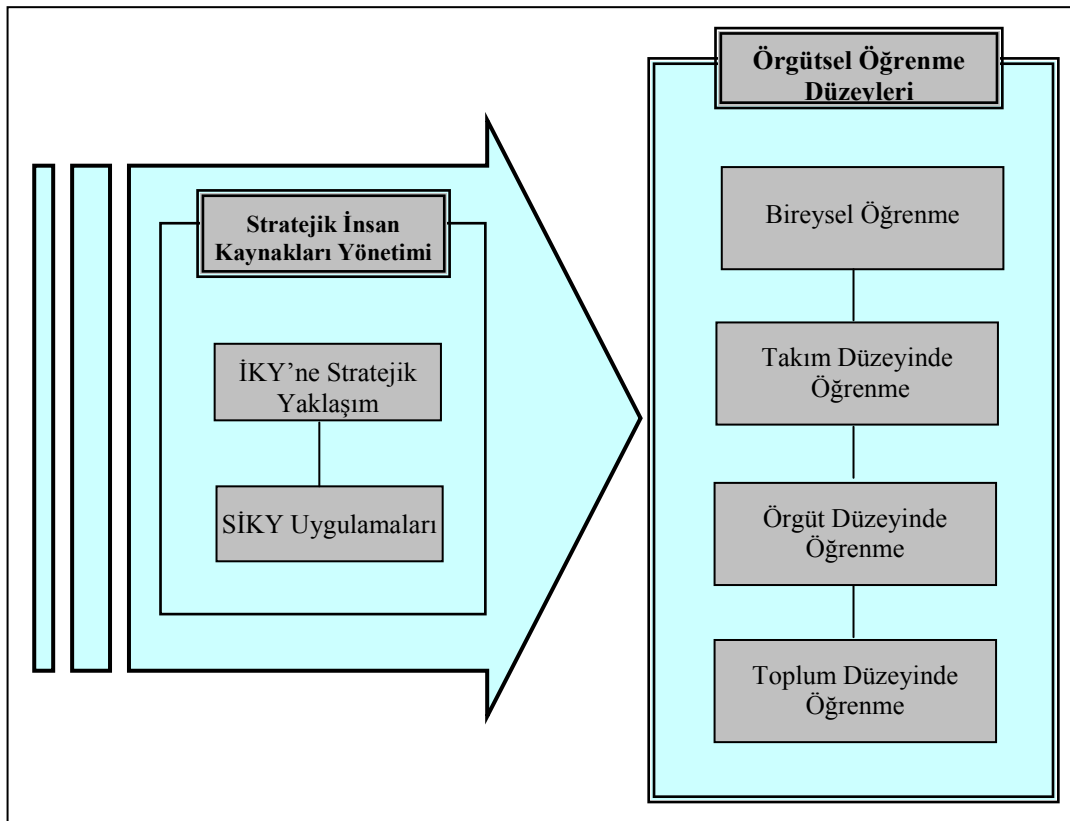 Stratejik İnsan
Kaynakları Yönetimi
İKY'ne Stratejik
Yaklaşım
SİKY Uygulamaları
Örgütsel Öğrenme
Düzeyleri
Bireysel Öğrenme
Takım Düzeyinde
Öğrenme
Örgüt Düzeyinde
Öğrenme
Toplum Düzeyinde
Öğrenme